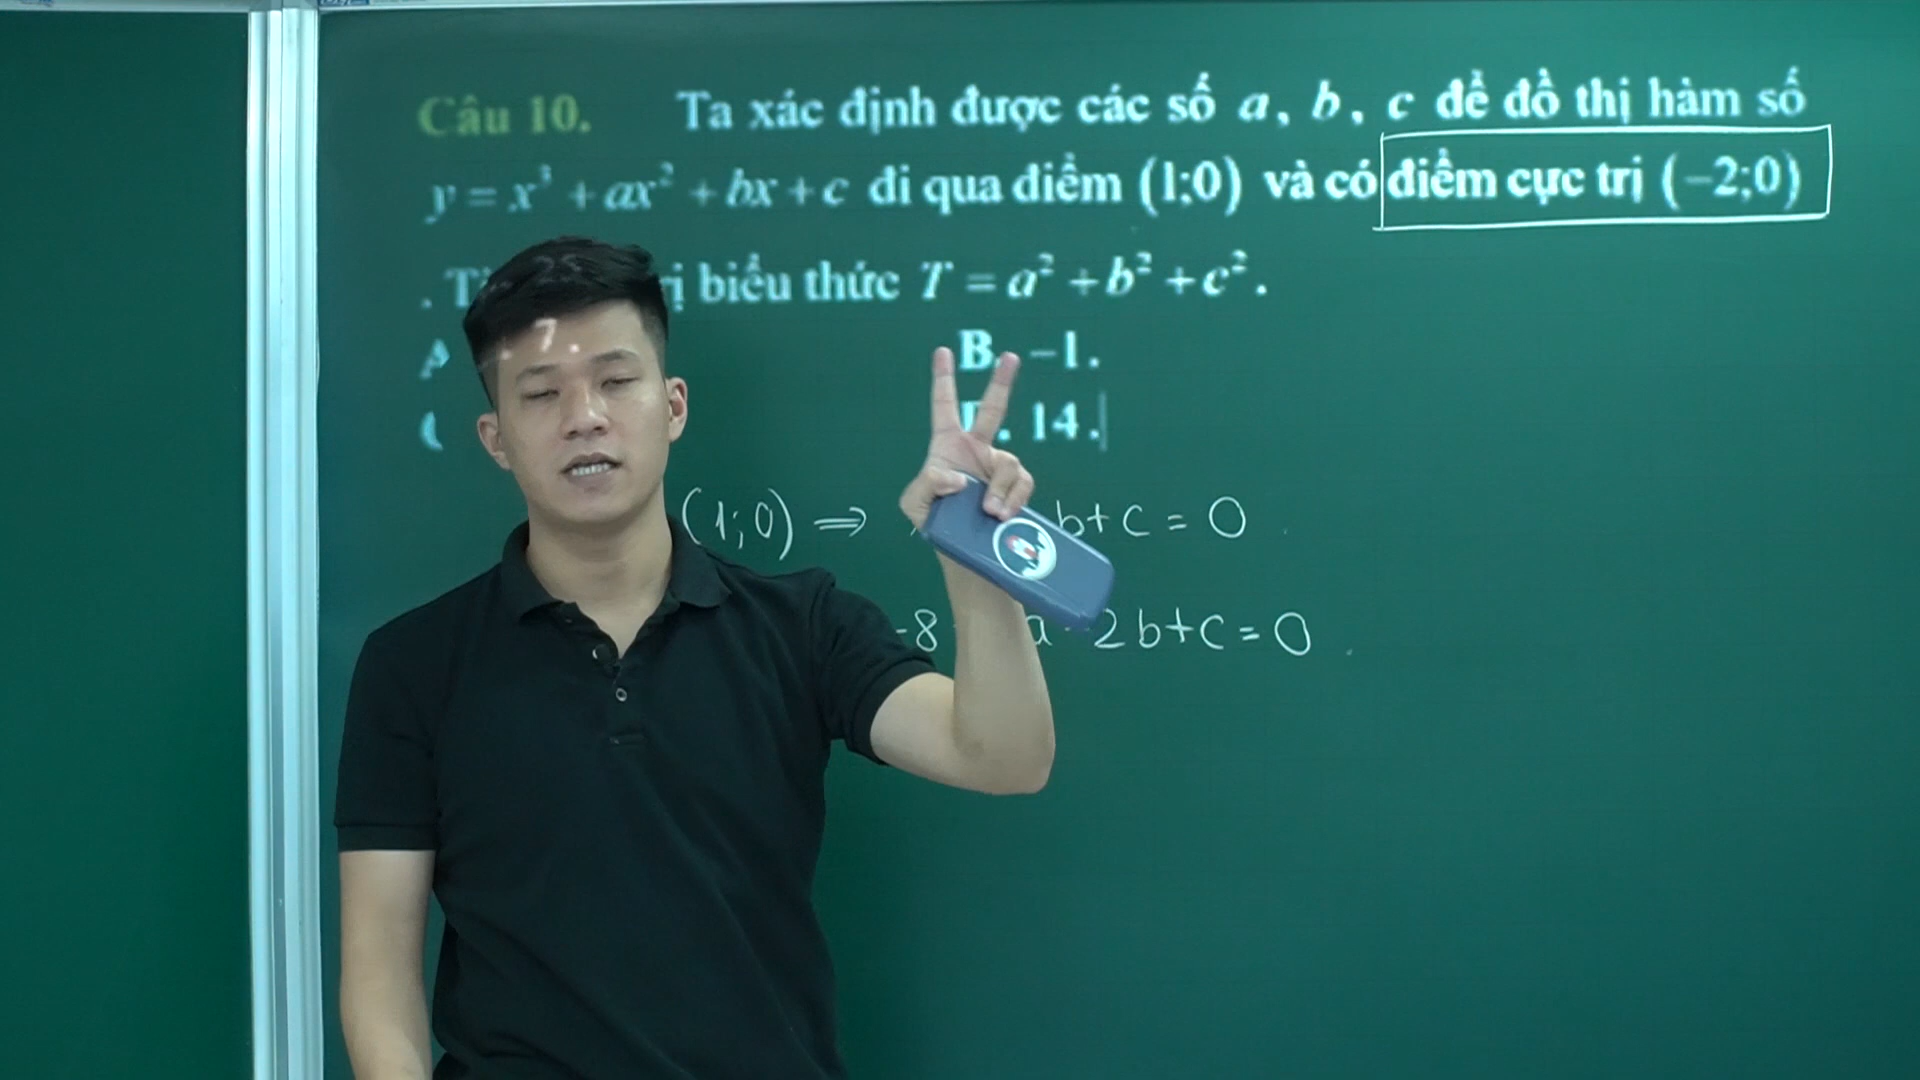 Câu 10. Ta xác định được các số a, b, c để đồ thị hàm số
y = x³ + ax² + bx + c đi qua điểm (1;0) và có điểm cực trị (−2;0)
biểu thức T = a² + b² + c².
B. −1.
14.
(1;0) ⇒ b+c=0
-8 a 2b+c=0